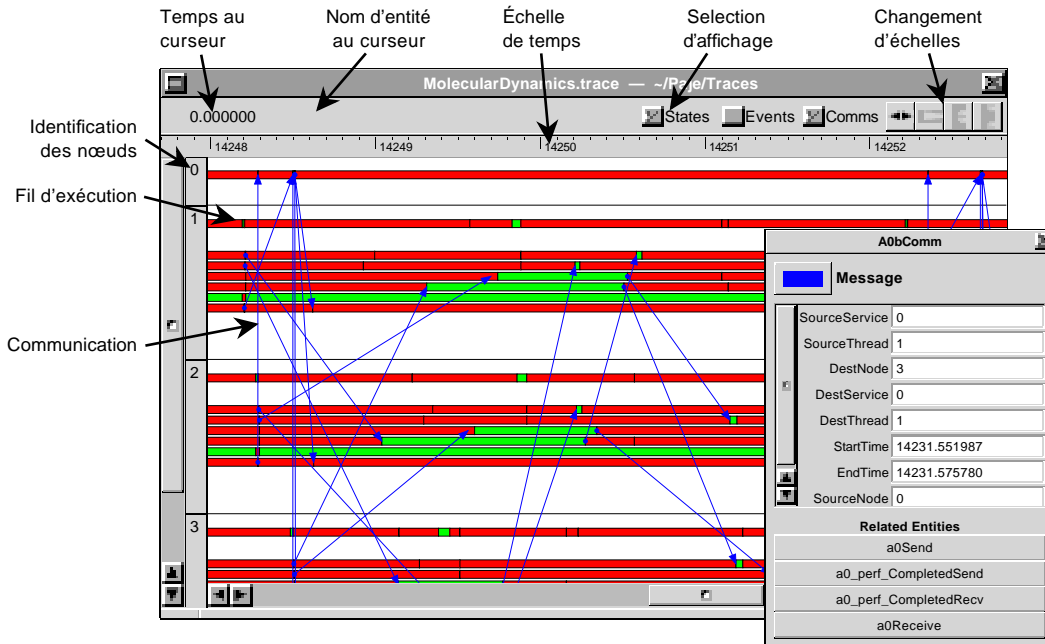 Temps au
curseur
Nom d'entité
au curseur
Échelle
de temps
Selection
d'affichage
Changement
d'échelles
MolecularDynamics.trace — ~/Paje/Traces
0.000000
States
Events
Comms
Identification
des nœuds
14248
14249
14250
14251
14252
0
Fil d'exécution
1
Communication
2
3
A0bComm
Message
SourceService 0
SourceThread 1
DestNode 3
DestService 0
DestThread 1
StartTime 14231.551987
EndTime 14231.575780
SourceNode 0
Related Entities
a0Send
a0_perf_CompletedSend
a0_perf_CompletedRecv
a0Receive